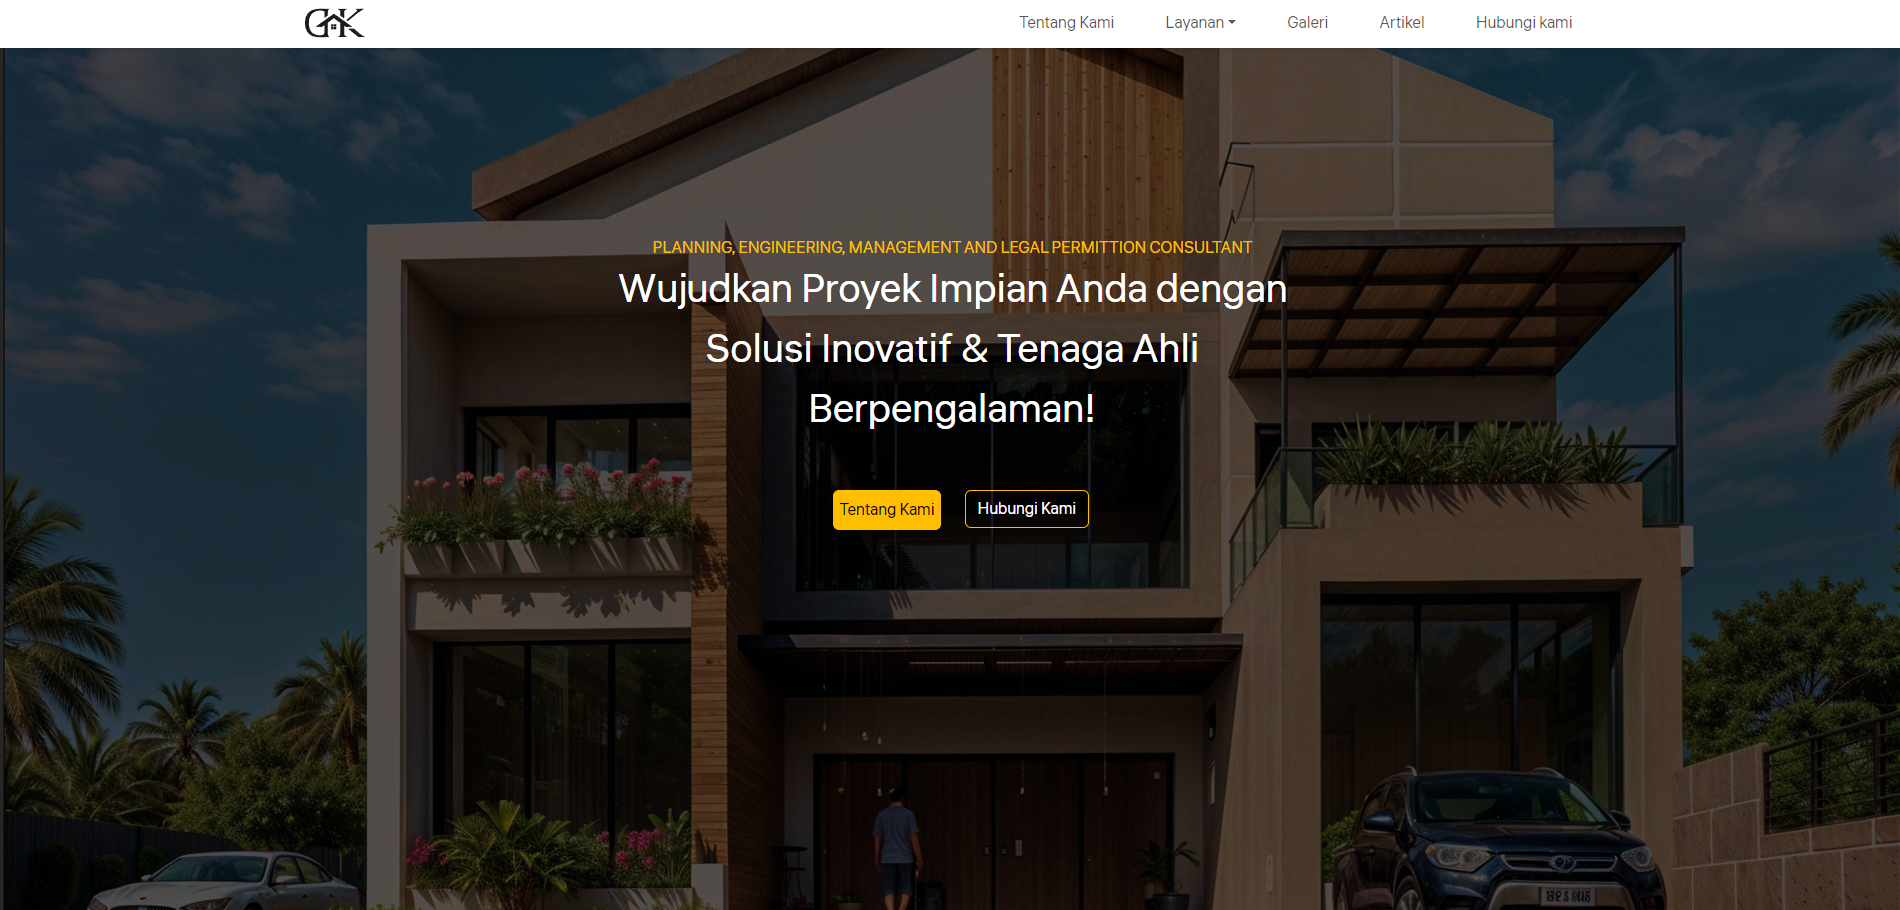 GK
Tentang Kami
Layanan
Galeri
Artikel
Hubungi kami
PLANNING, ENGINEERING, MANAGEMENT AND LEGAL PERMITTION CONSULTANT
Wujudkan Proyek Impian Anda dengan
Solusi Inovatif & Tenaga Ahli
Berpengalaman!
Tentang Kami
Hubungi Kami